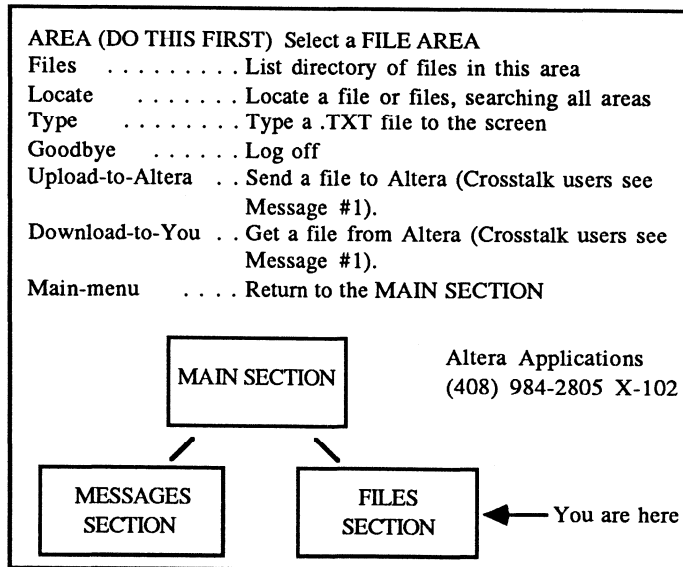 AREA (DO THIS FIRST) Select a FILE AREA
Files . . . . . . . . . List directory of files in this area
Locate . . . . . . . Locate a file or files, searching all areas
Type . . . . . . . . Type a .TXT file to the screen
Goodbye . . . . . . Log off
Upload-to-Altera . . Send a file to Altera (Crosstalk users see
Message #1).
Download-to-You . . Get a file from Altera (Crosstalk users see
Message #1).
Main-menu . . . . Return to the MAIN SECTION
MAIN SECTION
Altera Applications
(408) 984-2805 X-102
MESSAGES
SECTION
FILES
SECTION
You are here